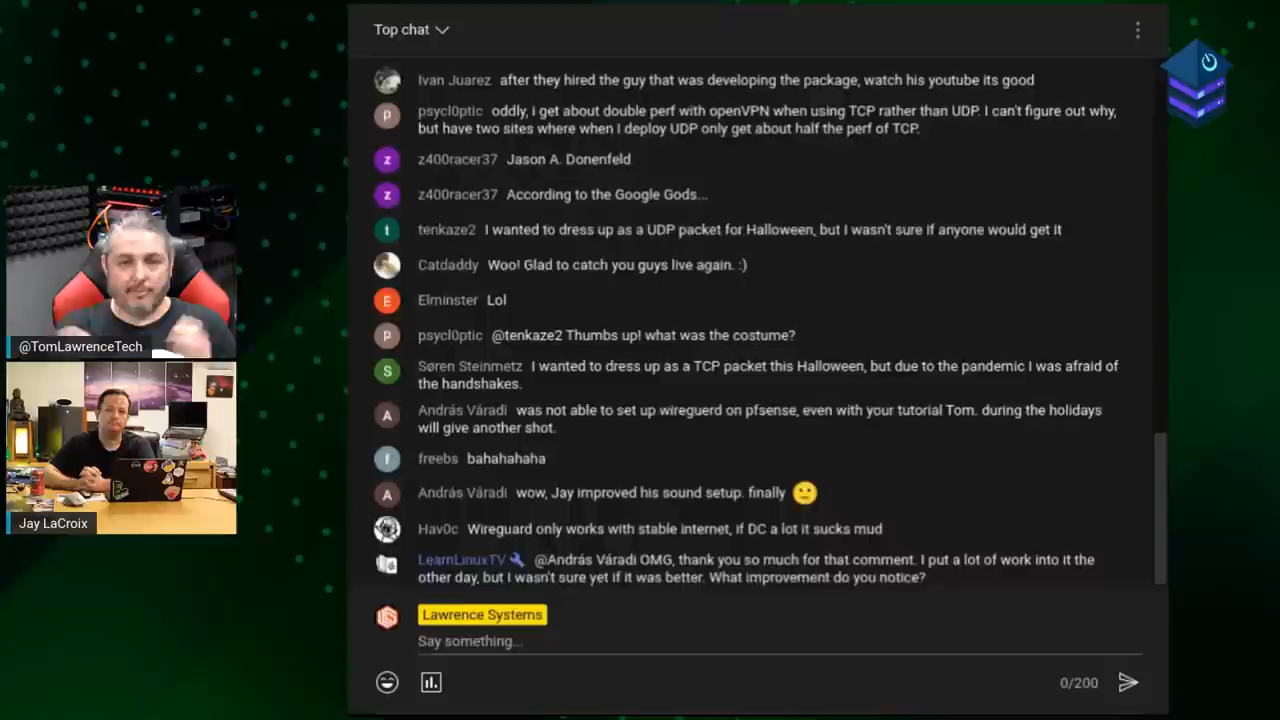 Top chat
Ivan Juarez after they hired the guy that was developing the package, watch his youtube its good
P psycl0ptic oddly, i get about double perf with openVPN when using TCP rather than UDP. I can't figure out why,
but have two sites where when I deploy UDP only get about half the perf of TCP.
z z400racer37 Jason A. Donenfeld
z z400racer37 According to the Google Gods...
t tenkaze2 I wanted to dress up as a UDP packet for Halloween, but I wasn't sure if anyone would get it
Catdaddy Woo! Glad to catch you guys live again. :)
E Elminster Lol
P psycl0ptic @tenkaze2 Thumbs up! what was the costume?
S Søren Steinmetz I wanted to dress up as a TCP packet this Halloween, but due to the pandemic I was afraid of
the handshakes.
A András Váradi was not able to set up wireguerd on pfsense, even with your tutorial Tom. during the holidays
will give another shot.
f freebs bahahahaha
A András Váradi wow, Jay improved his sound setup. finally
Hav0c Wireguard only works with stable internet, if DC a lot it sucks mud
LearnLinuxTV @András Váradi OMG, thank you so much for that comment. I put a lot of work into it the
other day, but I wasn't sure yet if it was better. What improvement do you notice?
Lawrence Systems
Say something...
0/200
@TomLawrenceTech
Jay LaCroix